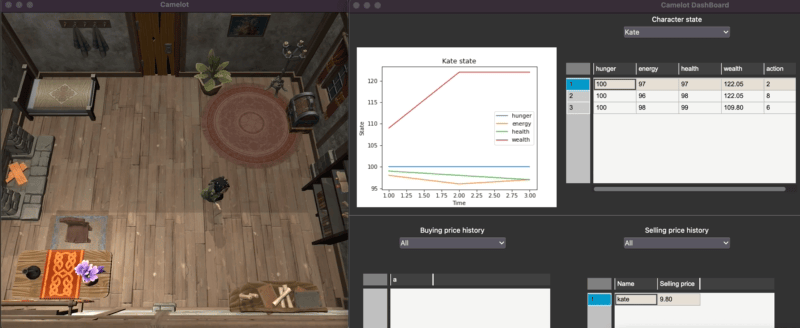 Camelot
Camelot DashBoard
Character state
Kate
Kate state
120
115
110
105
100
95
State
hunger
energy
health
wealth
1.00 1.25 1.50 1.75 2.00 2.25 2.50 2.75 3.00
Time
hunger energy health wealth action
1 100 97 97 122.05 2
2 100 96 98 122.05 8
3 100 98 99 109.80 6
Buying price history
All
a
Selling price history
All
Name Selling price
1 kate 9.80